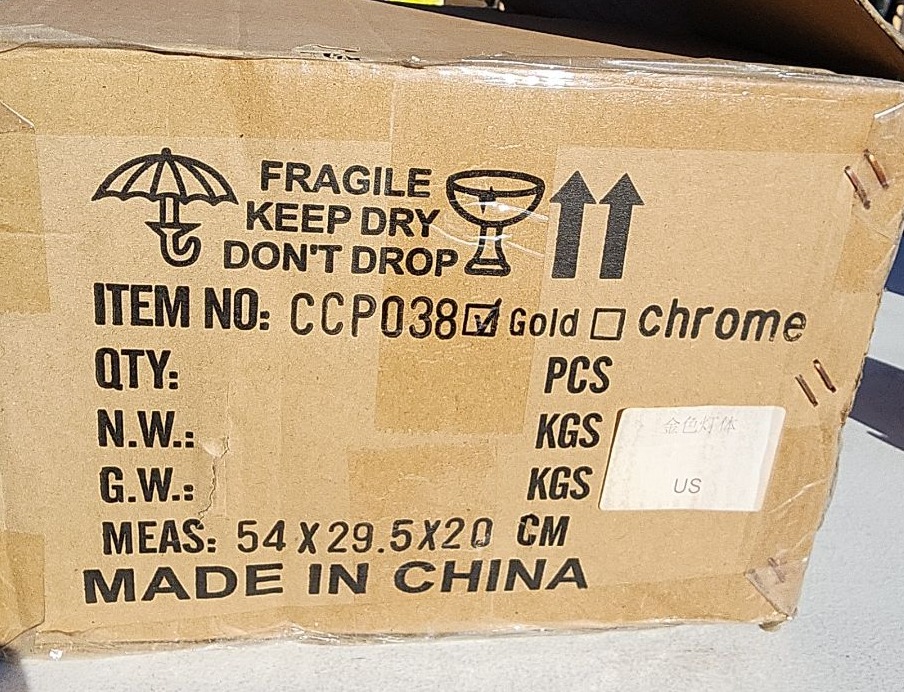 FRAGILE
KEEP DRY
DON'T DROP
ITEM NO: CCP038 ☑ Gold ☐ chrome
QTY: PCS
N.W.: KGS
G.W.: KGS
MEAS: 54X29.5X20 CM
MADE IN CHINA
金色灯体
US